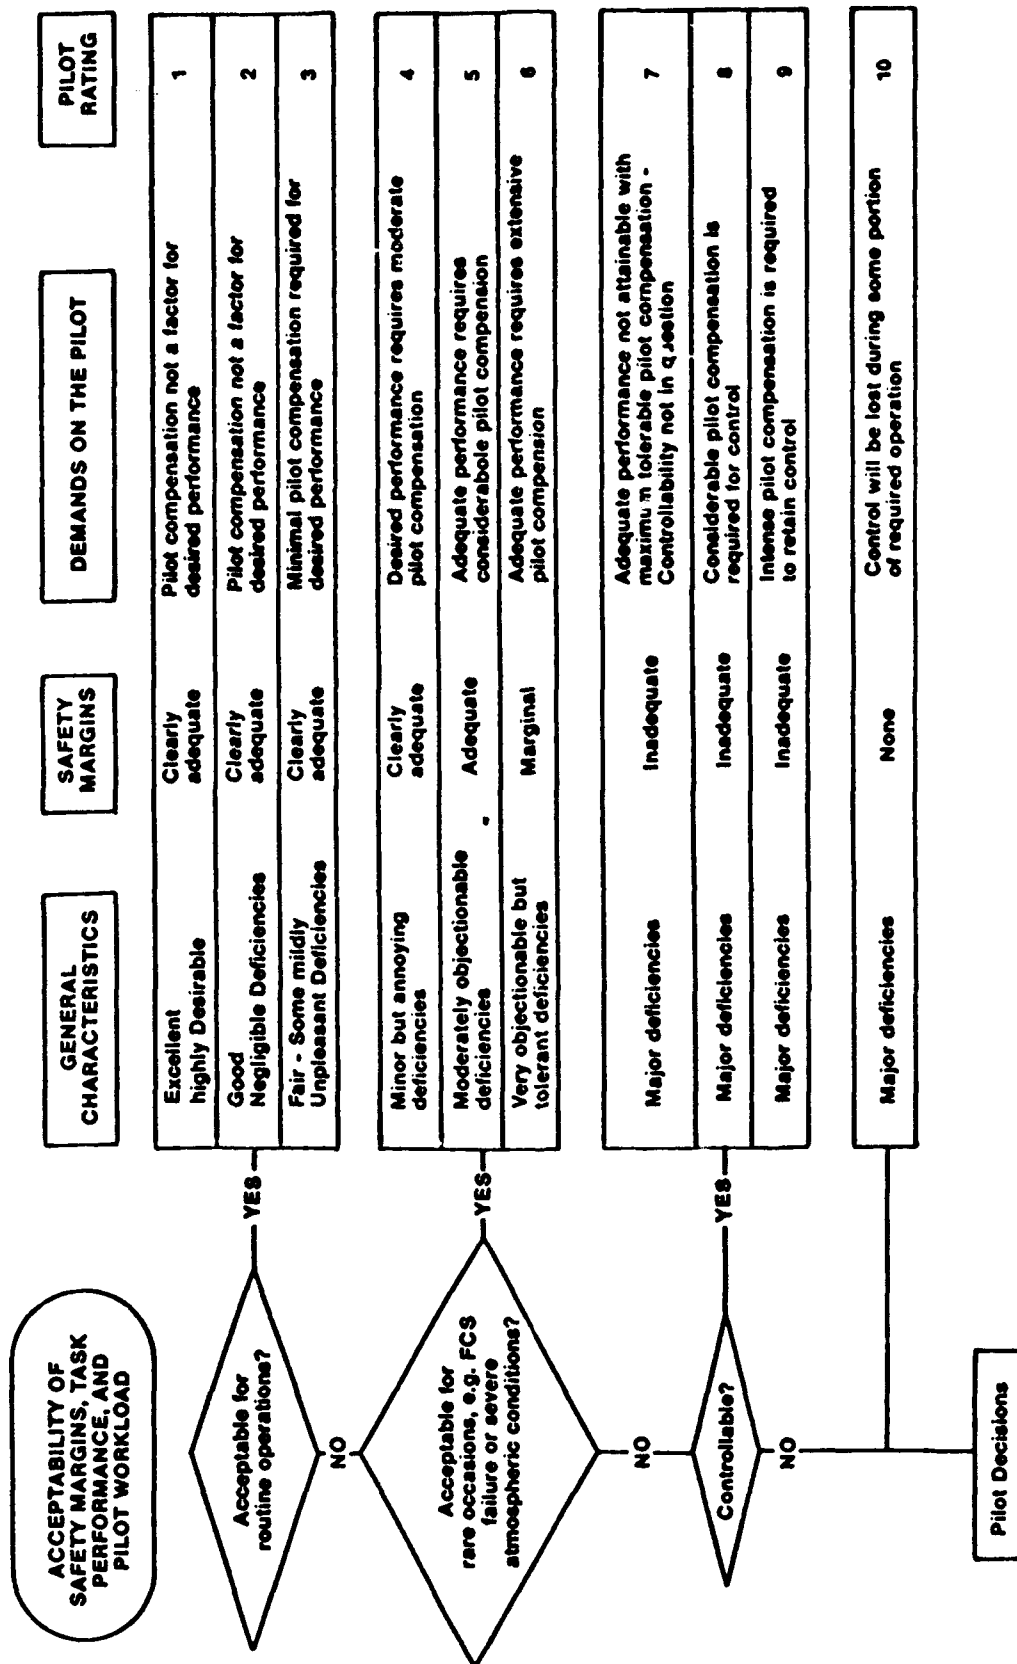 ACCEPTABILITY OF
SAFETY MARGINS, TASK
PERFORMANCE, AND
PILOT WORKLOAD
GENERAL
CHARACTERISTICS
SAFETY
MARGINS
DEMANDS ON THE PILOT
PILOT
RATING
Acceptable for
routine operations?
YES
Excellent
highly Desirable
Clearly
adequate
Pilot compensation not a factor for
desired performance
1
Good
Negligible Deficiencies
Clearly
adequate
Pilot compensation not a factor for
desired performance
2
Fair - Some mildly
Unpleasant Deficiencies
Clearly
adequate
Minimal pilot compensation required for
desired performance
3
NO
Acceptable for
rare occasions, e.g. FCS
failure or severe
atmospheric conditions?
YES
Minor but annoying
deficiencies
Clearly
adequate
Desired performance requires moderate
pilot compensation
4
Moderately objectionable
deficiencies
Adequate
Adequate performance requires
considerabole pilot compension
5
Very objectionable but
tolerant deficiencies
Marginal
Adequate performance requires extensive
pilot compension
6
NO
Controllable?
YES
Major deficiencies
Inadequate
Adequate performance not attainable with
maximum tolerable pilot compensation -
Controllability not in question
7
Major deficiencies
Inadequate
Considerable pilot compensation is
required for control
8
Major deficiencies
Inadequate
Intense pilot compensation is required
to retain control
9
NO
Major deficiencies
None
Control will be lost during some portion
of required operation
10
Pilot Decisions